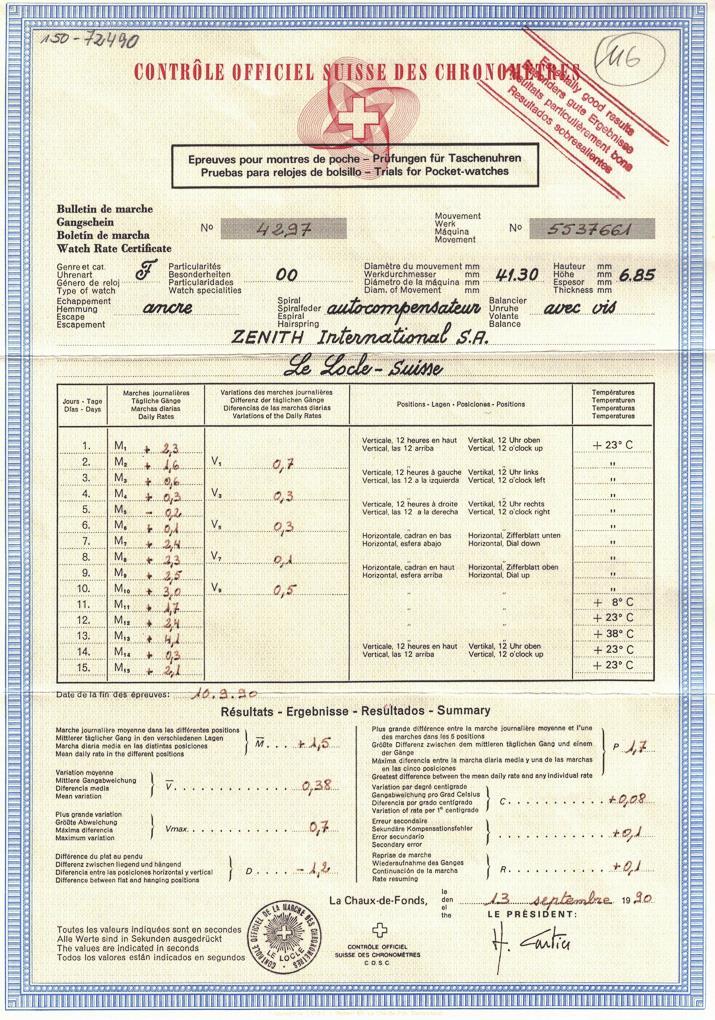 150-72490
116
CONTRÔLE OFFICIEL SUISSE DES CHRONOMÈTRES
Especially good results
Besonders gute Ergebnisse
Résultats particulièrement bons
Resultados sobresalientes
Epreuves pour montres de poche – Prüfungen für Taschenuhren
Pruebas para relojes de bolsillo – Trials for Pocket-watches
Bulletin de marche
Gangschein
Boletín de marcha
Watch Rate Certificate
No 4297
Mouvement
Werk
Máquina
Movement
No 5537661
Genre et cat.
Uhrenart
Género de reloj
Type of watch
F
Particularités
Besonderheiten
Particularidades
Watch specialities
00
Diamètre du mouvement mm
Werkdurchmesser mm
Diámetro de la máquina mm
Diam. of Movement mm
41.30
Hauteur mm
Höhe mm
Espesor mm
Thickness mm
6.85
Echappement
Hemmung
Escape
Escapement
ancre
Spiral
Spiralfeder
Espiral
Hairspring
autocompensateur
Balancier
Unruhe
Volante
Balance
avec vis
ZENITH International S.A.
Le Locle - Suisse
Jours - Tage
Días - Days
Marches journalières
Tägliche Gänge
Marchas diarias
Daily Rates
Variations des marches journalières
Differenz der täglichen Gänge
Diferencias de las marchas diarias
Variations of the Daily Rates
Positions - Lagen - Posiciones - Positions
Températures
Temperaturen
Temperaturas
Temperatures
1. M1 + 2,3 Verticale, 12 heures en haut Vertikal, 12 Uhr oben + 23° C
Vertical, las 12 arriba Vertical, 12 o'clock up
2. M2 + 1,6 V1 0,7 " " "
3. M3 + 0,6 Verticale, 12 heures à gauche Vertikal, 12 Uhr links "
Vertical, las 12 a la izquierda Vertical, 12 o'clock left
4. M4 + 0,3 V3 0,3 " " "
5. M5 - 0,2 Verticale, 12 heures à droite Vertikal, 12 Uhr rechts "
Vertical, las 12 a la derecha Vertical, 12 o'clock right
6. M6 + 0,1 V5 0,3 " " "
7. M7 + 2,4 Horizontale, cadran en bas Horizontal, Zifferblatt unten "
Horizontal, esfera abajo Horizontal, Dial down
8. M8 + 2,3 V7 0,1 " " "
9. M9 + 2,5 Horizontale, cadran en haut Horizontal, Zifferblatt oben "
Horizontal, esfera arriba Horizontal, Dial up
10. M10 + 3,0 V9 0,5 " " "
11. M11 + 1,7 " " + 8° C
12. M12 + 2,4 " " + 23° C
13. M13 + 4,1 " " + 38° C
14. M14 + 0,3 Verticale, 12 heures en haut Vertikal, 12 Uhr oben + 23° C
Vertical, las 12 arriba Vertical, 12 o'clock up
15. M15 + 2,1 " " + 23° C
Date de la fin des épreuves: 10.9.90
Résultats - Ergebnisse - Resultados - Summary
Marche journalière moyenne dans les différentes positions
Mittlerer täglicher Gang in den verschiedenen Lagen
Marcha diaria media en las distintas posiciones
Mean daily rate in the different positions
M + 1,5
Variation moyenne
Mittlere Gangabweichung
Diferencia media
Mean variation
V 0,38
Plus grande variation
Größte Abweichung
Máxima diferencia
Maximum variation
Vmax 0,7
Différence du plat au pendu
Differenz zwischen liegend und hängend
Diferencia entre las posiciones horizontal y vertical
Difference between flat and hanging positions
D - 1,2
Plus grande différence entre la marche journalière moyenne et l'une
des marches dans les 5 positions
Größte Differenz zwischen dem mittleren täglichen Gang und einem
der Gänge
Máxima diferencia entre la marcha diaria media y una de las marchas
en las cinco posiciones
Greatest difference between the mean daily rate and any individual rate
P 1,7
Variation par degré centigrade
Gangabweichung pro Grad Celsius
Diferencia por grado centígrado
Variation of rate per 1° centigrade
C +0,08
Erreur secondaire
Sekundäre Kompensationsfehler
Error secundario
Secondary error
+0,1
Reprise de marche
Wiederaufnahme des Ganges
Continuación de la marcha
Rate resuming
R +0,1
La Chaux-de-Fonds,
le
den
el
the
13 septembre 1990
LE PRÉSIDENT:
Toutes les valeurs indiquées sont en secondes
Alle Werte sind in Sekunden ausgedrückt
The values are indicated in seconds
Todos los valores están indicados en segundos
CONTRÔLE OFFICIEL DE LA MARCHE DES CHRONOMÈTRES
LE LOCLE
CONTRÔLE OFFICIEL
SUISSE DES CHRONOMÈTRES
C.O.S.C.